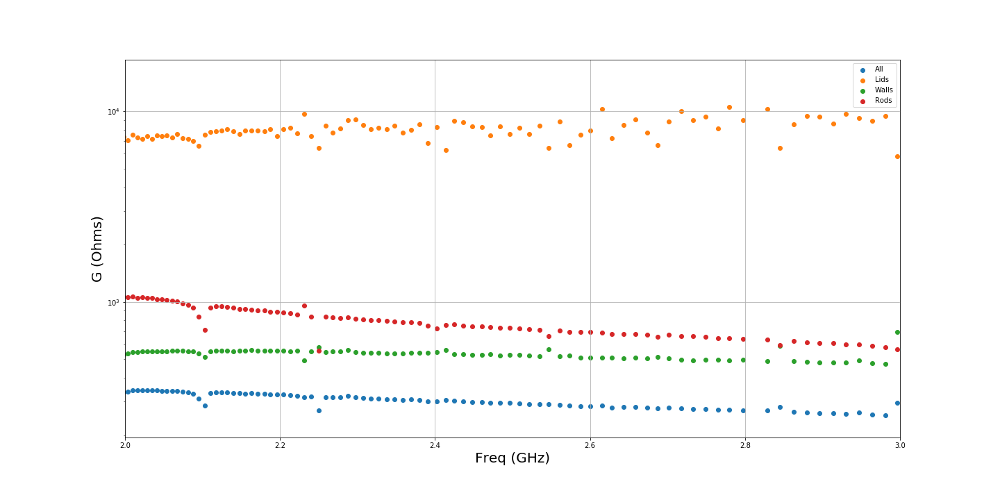 All
Lids
Walls
Rods
10⁴
10³
G (Ohms)
2.0 2.2 2.4 2.6 2.8 3.0
Freq (GHz)